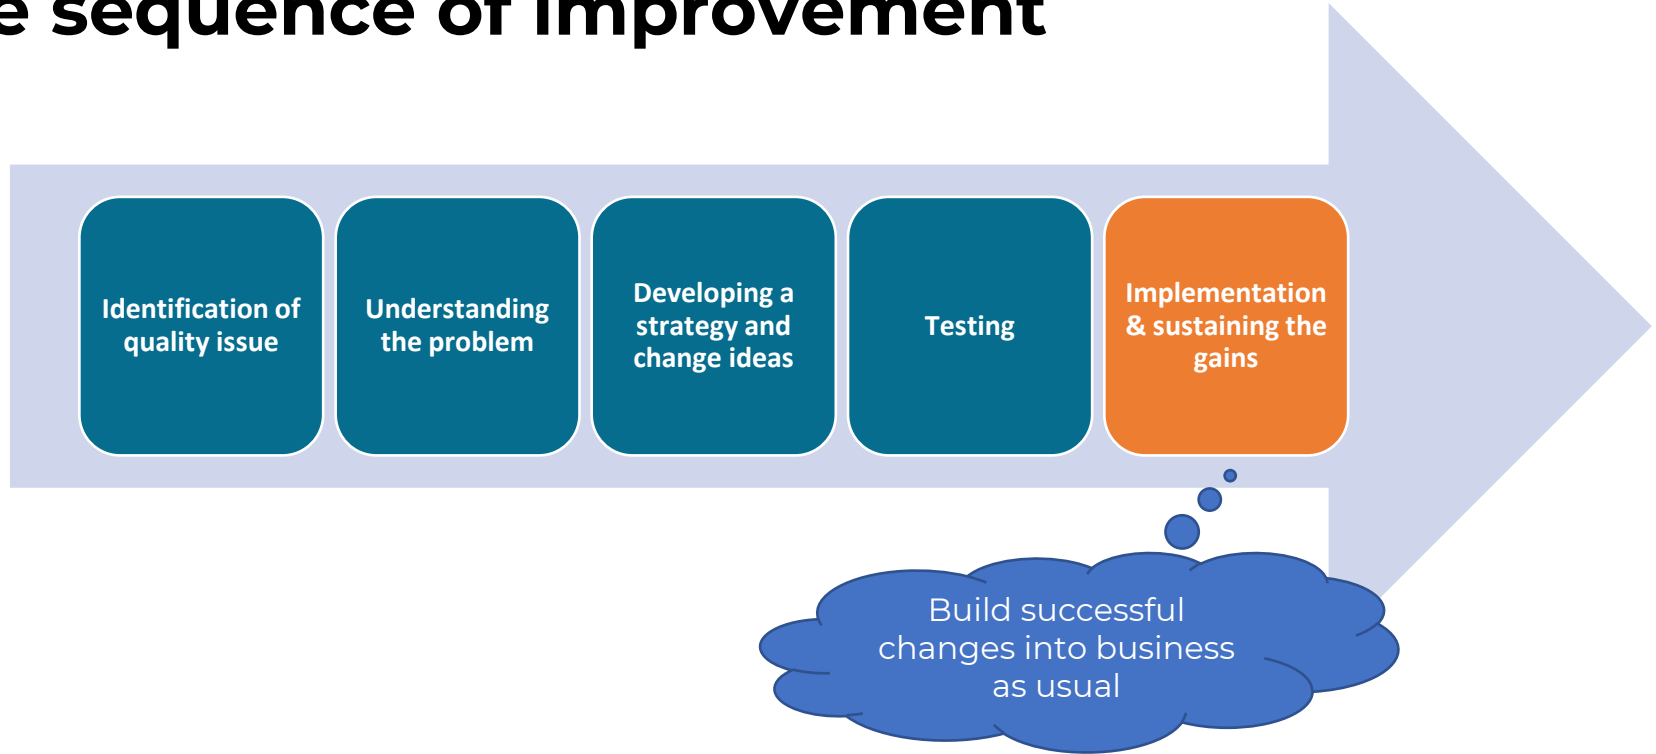 e sequence of improvement
Identification of
quality issue
Understanding
the problem
Developing a
strategy and
change ideas
Testing
Implementation
& sustaining the
gains
Build successful
changes into business
as usual